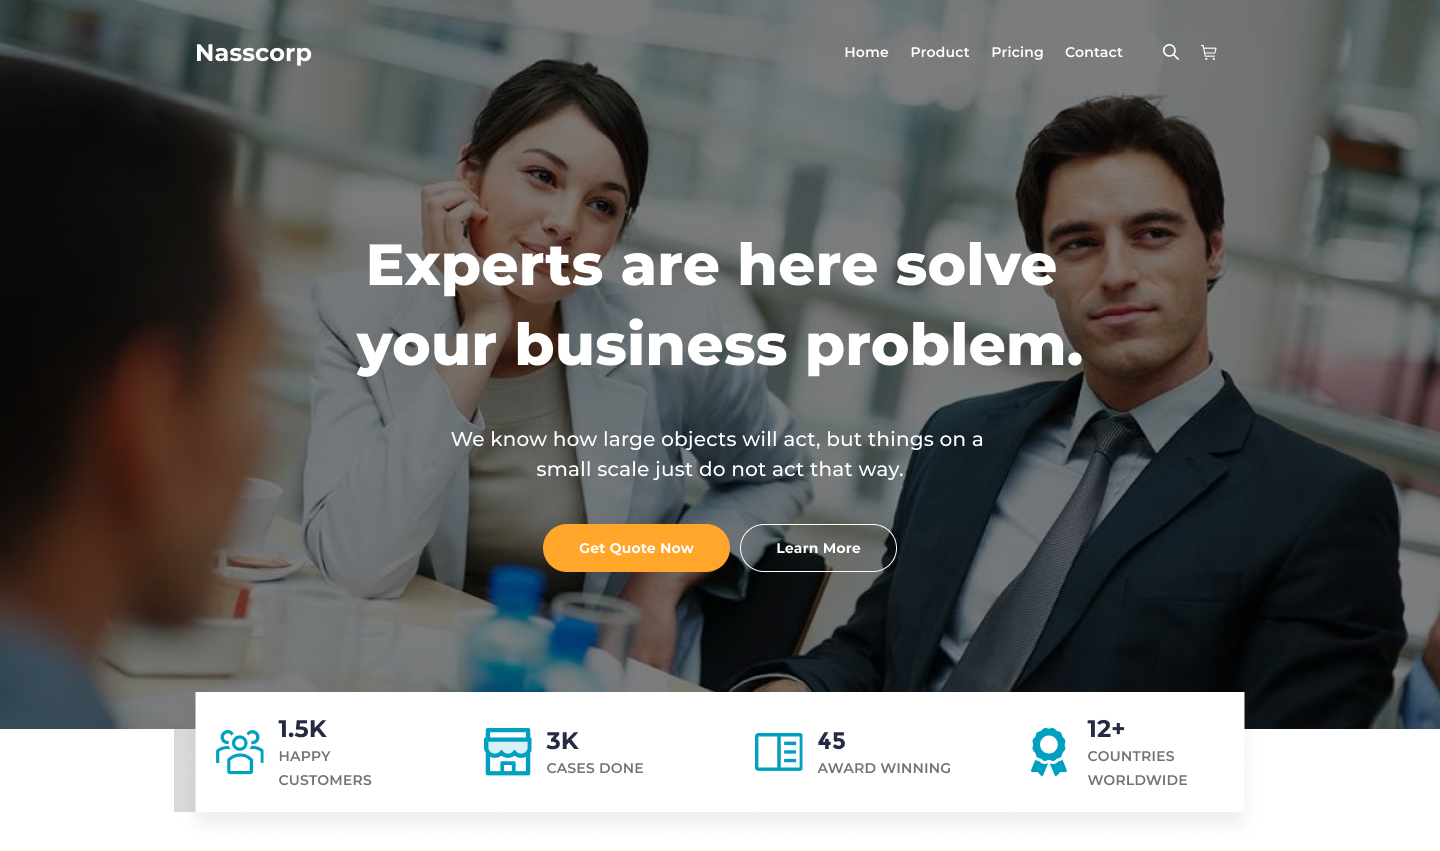 Nasscorp
Home Product Pricing Contact
Experts are here solve
your business problem.
We know how large objects will act, but things on a
small scale just do not act that way.
Get Quote Now
Learn More
1.5K
HAPPY
CUSTOMERS
3K
CASES DONE
45
AWARD WINNING
12+
COUNTRIES
WORLDWIDE